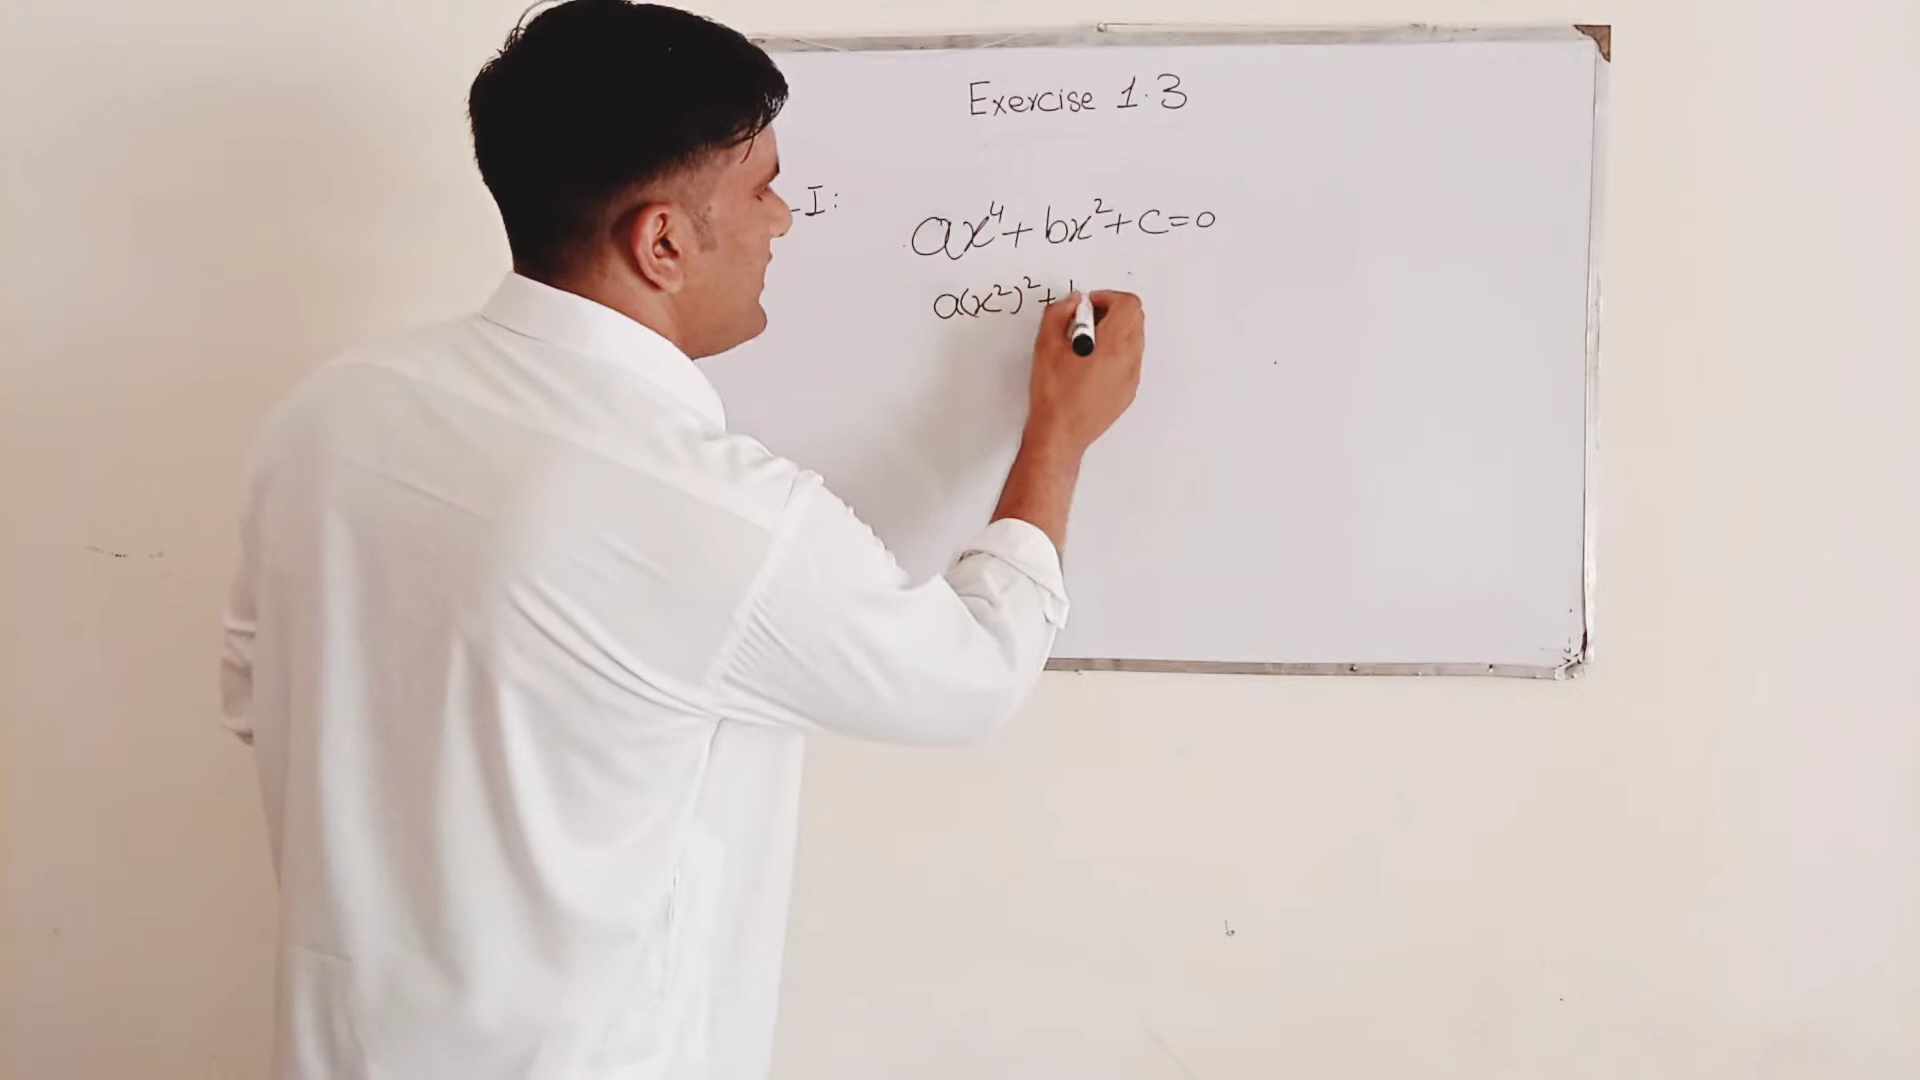 Exercise 1.3
-I:
ax⁴+bx²+c=0
a(x²)²+